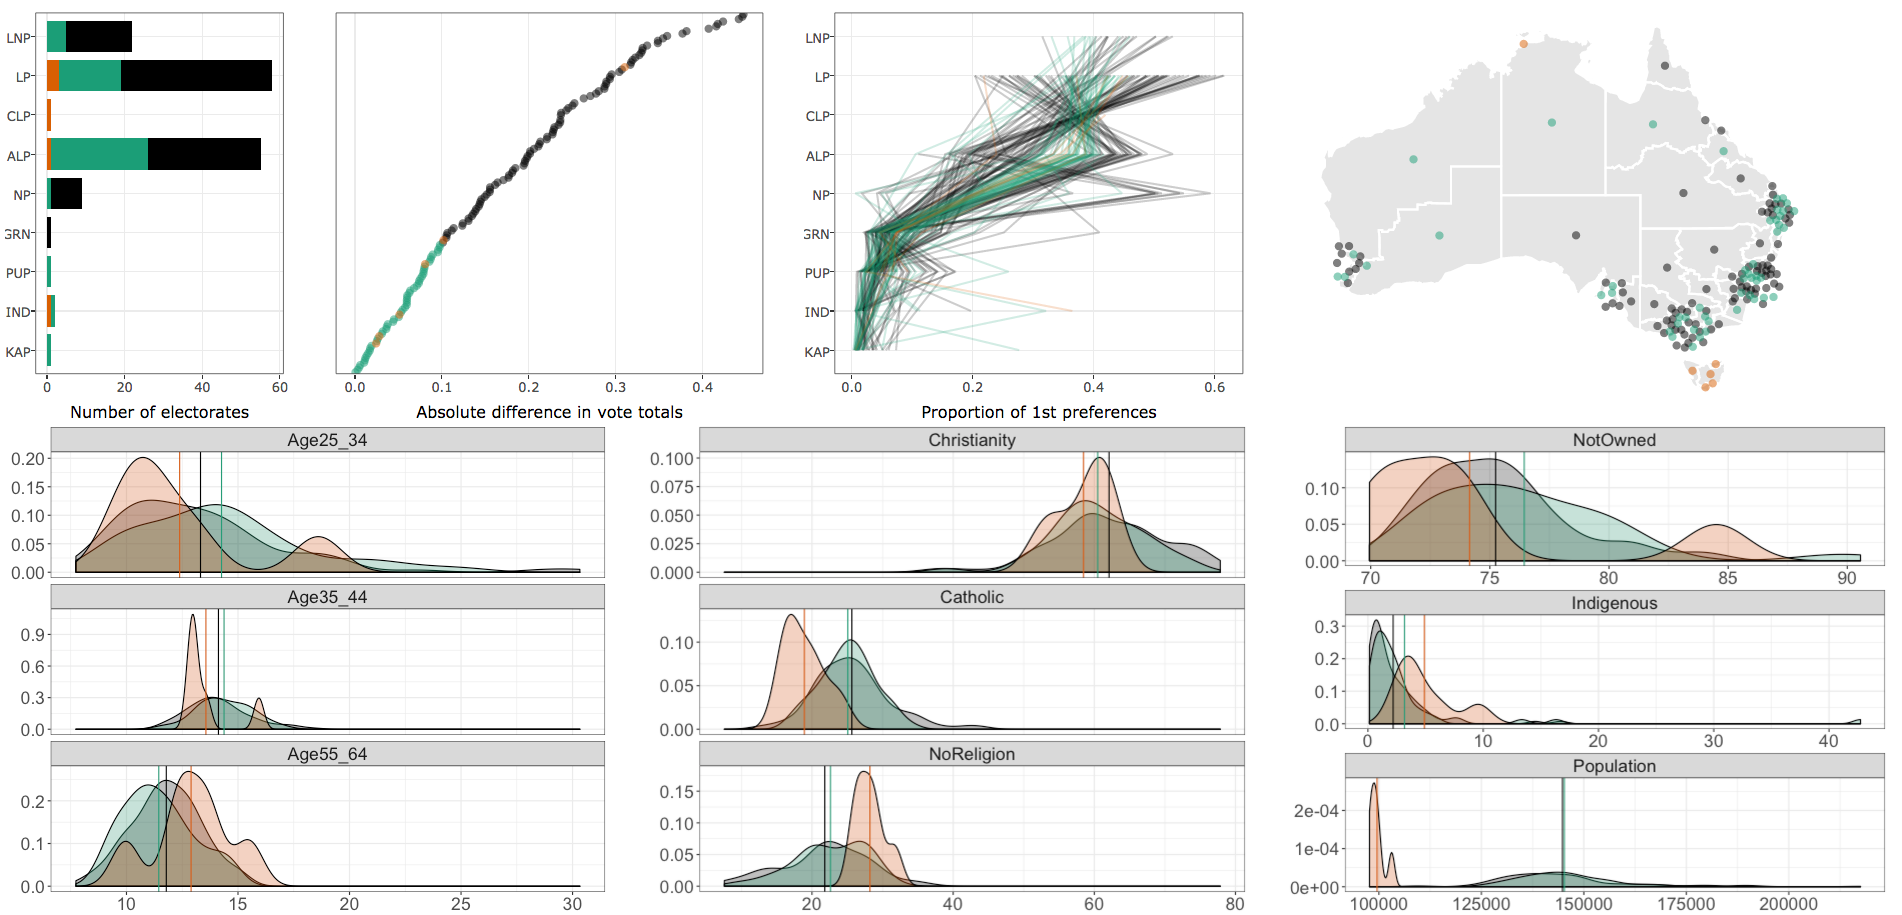 LNP
LP
CLP
ALP
NP
GRN
PUP
IND
KAP
0 20 40 60
Number of electorates
0.0 0.1 0.2 0.3 0.4
Absolute difference in vote totals
LNP
LP
CLP
ALP
NP
GRN
PUP
IND
KAP
0.0 0.2 0.4 0.6
Proportion of 1st preferences
Age25_34
0.20
0.15
0.10
0.05
0.00
Age35_44
0.9
0.6
0.3
0.0
Age55_64
0.2
0.1
0.0
10 15 20 25 30
Christianity
0.100
0.075
0.050
0.025
0.000
Catholic
0.10
0.05
0.00
NoReligion
0.15
0.10
0.05
0.00
20 40 60 80
NotOwned
0.10
0.05
0.00
70 75 80 85 90
Indigenous
0.3
0.2
0.1
0.0
0 10 20 30 40
Population
2e-04
1e-04
0e+00
100000 125000 150000 175000 200000